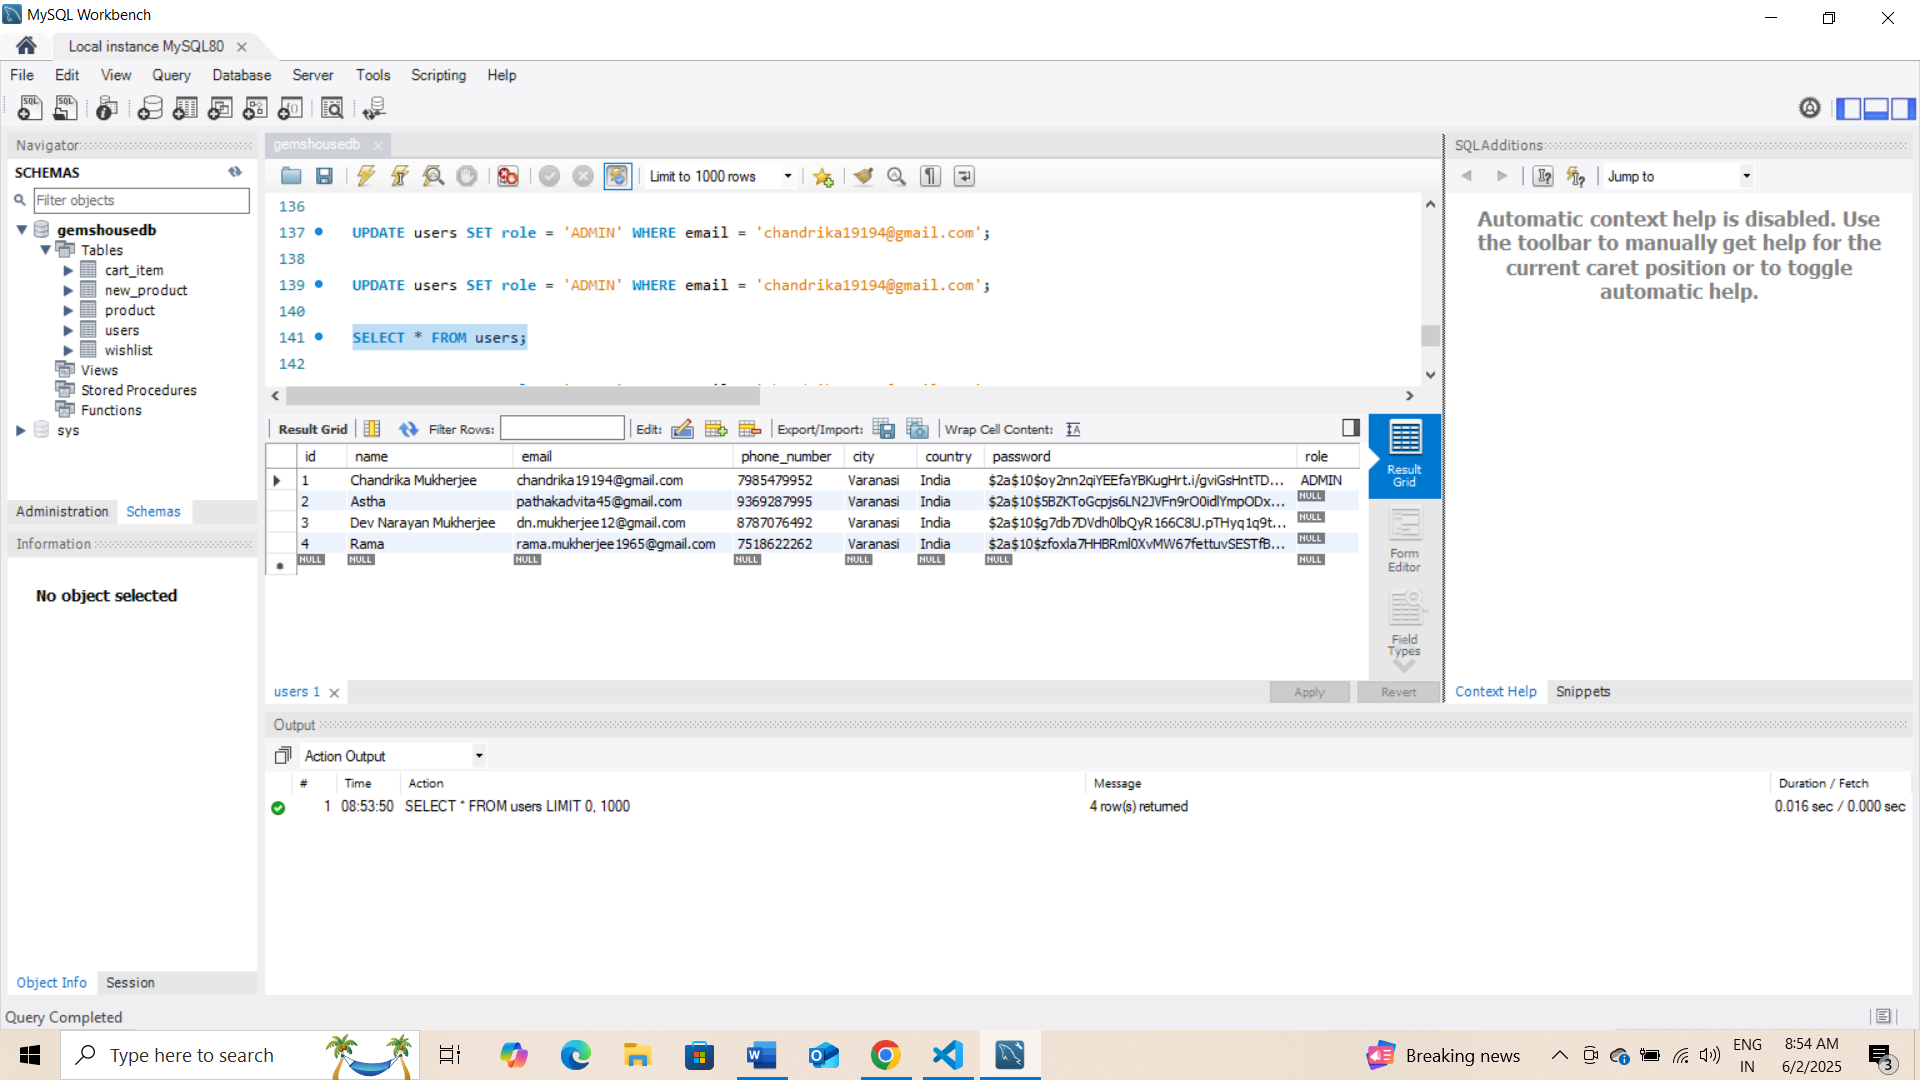 MySQL Workbench
Local instance MySQL80
File Edit View Query Database Server Tools Scripting Help
Navigator
SCHEMAS
Filter objects
gemshousedb
Tables
cart_item
new_product
product
users
wishlist
Views
Stored Procedures
Functions
sys
Administration Schemas
Information
No object selected
Object Info Session
Query Completed
gemshousedb
Limit to 1000 rows
136
137 UPDATE users SET role = 'ADMIN' WHERE email = 'chandrika19194@gmail.com';
138
139 UPDATE users SET role = 'ADMIN' WHERE email = 'chandrika19194@gmail.com';
140
141 SELECT * FROM users;
142
Result Grid Filter Rows: Edit: Export/Import: Wrap Cell Content:
id name email phone_number city country password role
1 Chandrika Mukherjee chandrika19194@gmail.com 7985479952 Varanasi India $2a$10$oy2nn2qiYEEfaYBKugHrt.i/gviGsHntTD... ADMIN
2 Astha pathakadvita45@gmail.com 9369287995 Varanasi India $2a$10$5BZKToGcpjs6LN2JVFn9rO0idlYmpODx... NULL
3 Dev Narayan Mukherjee dn.mukherjee12@gmail.com 8787076492 Varanasi India $2a$10$g7db7DVdh0lbQyR166C8U.pTHyq1q9t... NULL
4 Rama rama.mukherjee1965@gmail.com 7518622262 Varanasi India $2a$10$zfoxla7HHBRml0XvMW67fettuvSESTfB... NULL
NULL NULL NULL NULL NULL NULL NULL NULL
Result Grid
Form Editor
Field Types
users 1
Apply Revert
SQLAdditions
Jump to
Automatic context help is disabled. Use
the toolbar to manually get help for the
current caret position or to toggle
automatic help.
Context Help Snippets
Output
Action Output
# Time Action Message Duration / Fetch
1 08:53:50 SELECT * FROM users LIMIT 0, 1000 4 row(s) returned 0.016 sec / 0.000 sec
Type here to search
Breaking news
ENG
IN
8:54 AM
6/2/2025
3